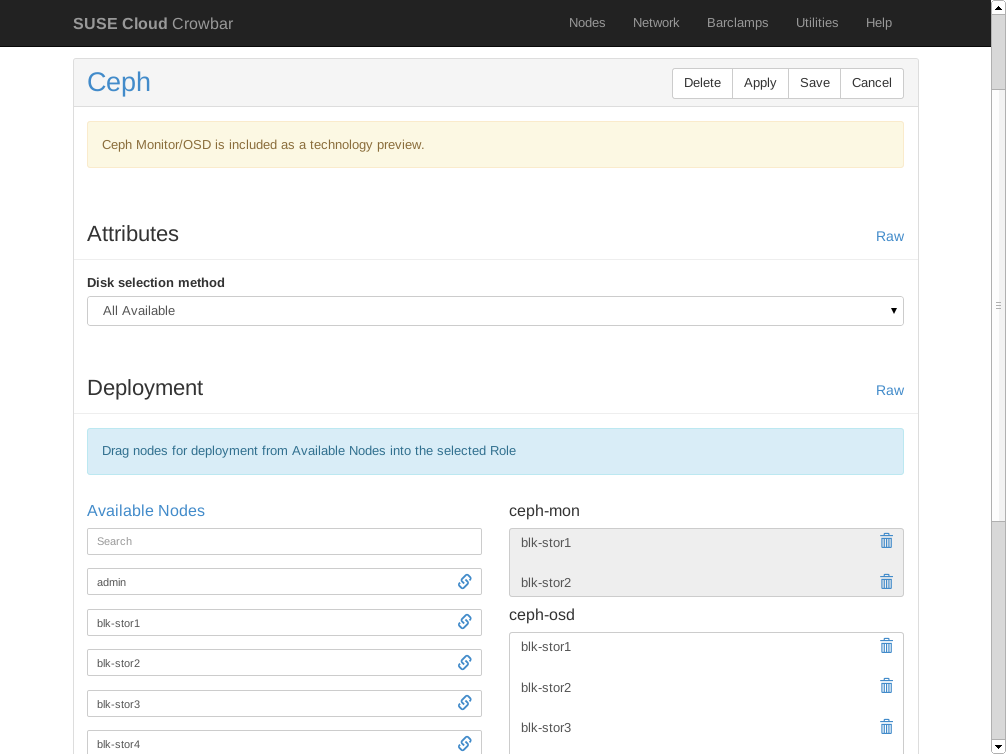 SUSE Cloud Crowbar
Nodes Network Barclamps Utilities Help
Ceph
Delete Apply Save Cancel
Ceph Monitor/OSD is included as a technology preview.
Attributes Raw
Disk selection method
All Available
Deployment Raw
Drag nodes for deployment from Available Nodes into the selected Role
Available Nodes
Search
admin
blk-stor1
blk-stor2
blk-stor3
blk-stor4
ceph-mon
blk-stor1
blk-stor2
ceph-osd
blk-stor1
blk-stor2
blk-stor3